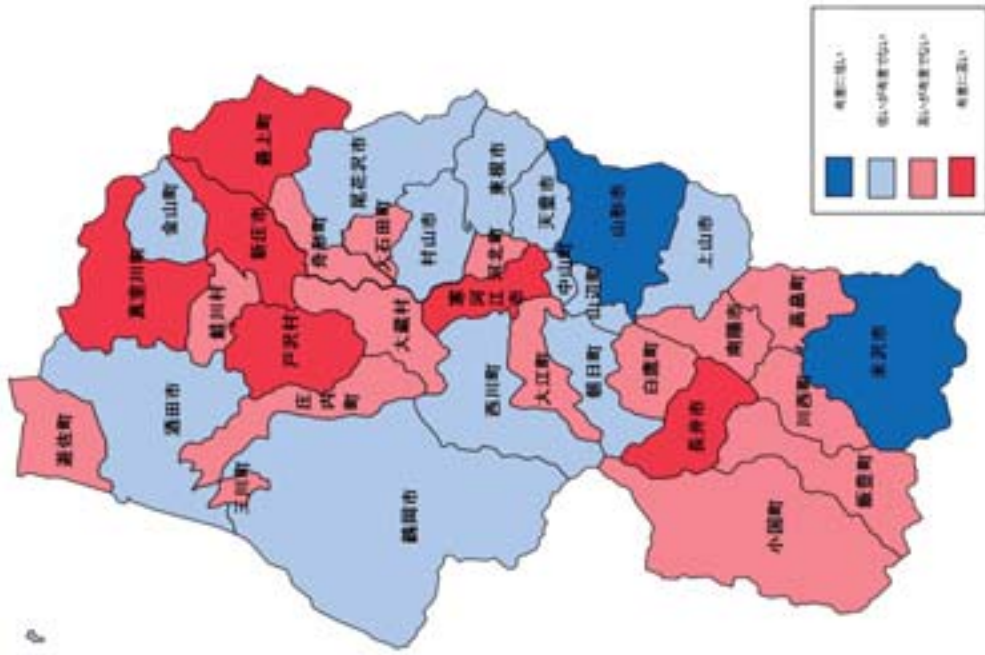 遊佐町
酒田市
真室川町
金山町
最上町
鮭川村
新庄市
戸沢村
舟形町
庄内町
三川町
大蔵村
大石田町
尾花沢市
鶴岡市
村山市
東根市
河北町
寒河江市
西川町
天童市
大江町
中山町
山辺町
山形市
朝日町
上山市
白鷹町
南陽市
高畠町
長井市
川西町
小国町
飯豊町
米沢市
有意に低い
低いが有意でない
高いが有意でない
有意に高い